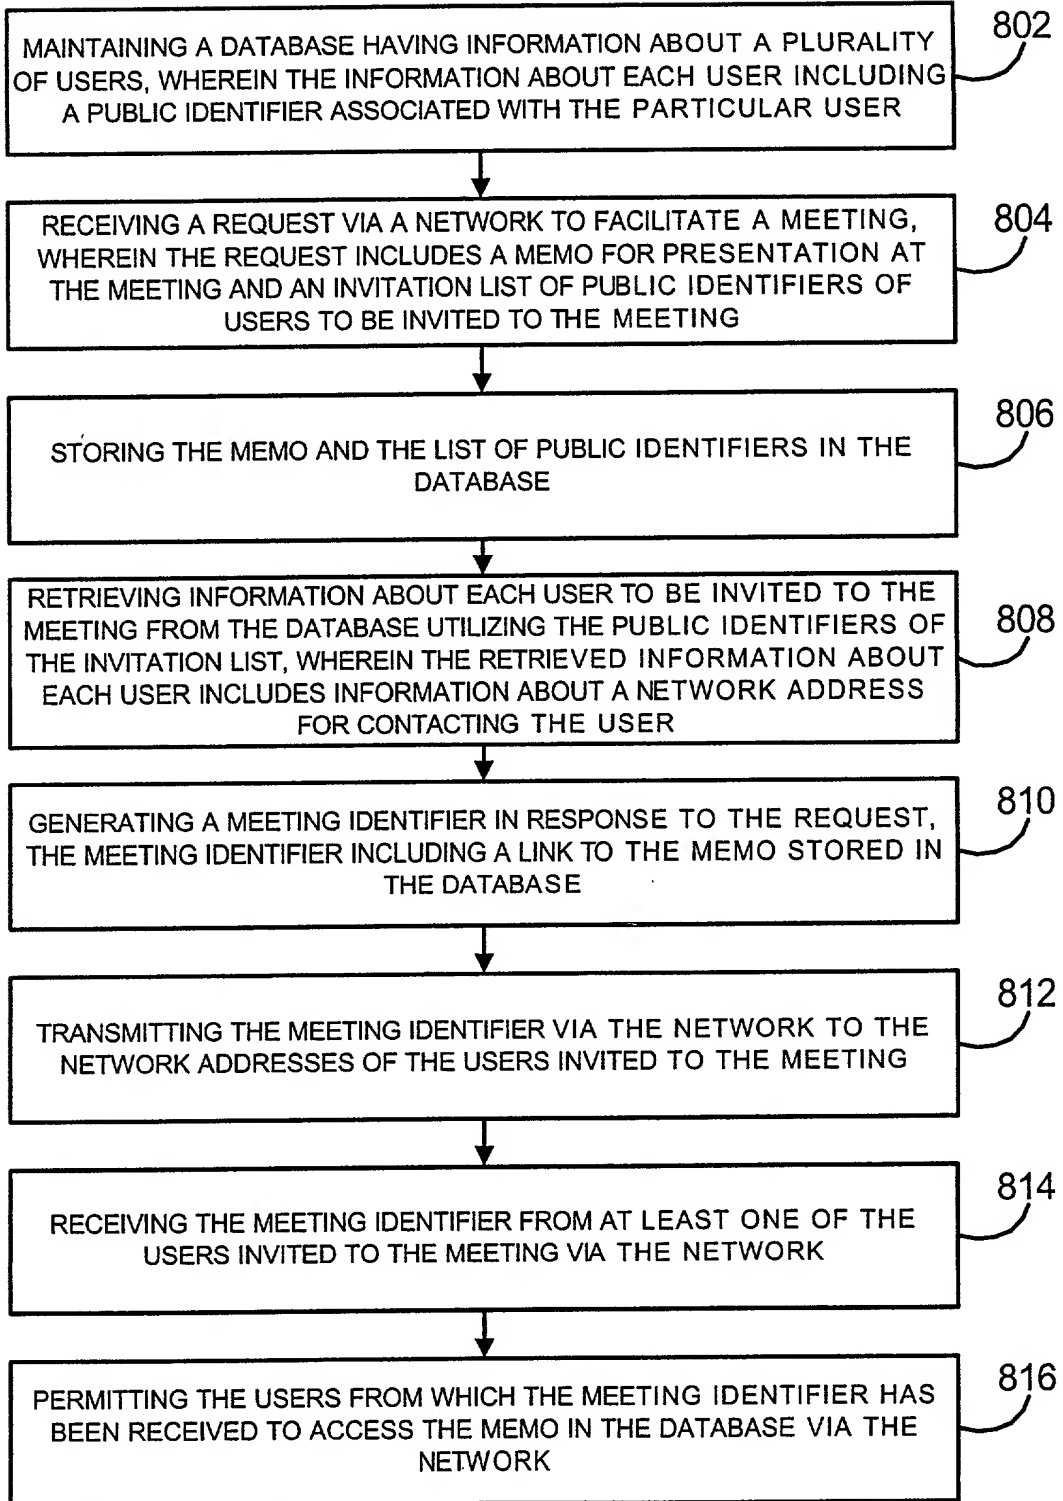 MAINTAINING A DATABASE HAVING INFORMATION ABOUT A PLURALITY
OF USERS, WHEREIN THE INFORMATION ABOUT EACH USER INCLUDING
A PUBLIC IDENTIFIER ASSOCIATED WITH THE PARTICULAR USER
802
RECEIVING A REQUEST VIA A NETWORK TO FACILITATE A MEETING,
WHEREIN THE REQUEST INCLUDES A MEMO FOR PRESENTATION AT
THE MEETING AND AN INVITATION LIST OF PUBLIC IDENTIFIERS OF
USERS TO BE INVITED TO THE MEETING
804
STORING THE MEMO AND THE LIST OF PUBLIC IDENTIFIERS IN THE
DATABASE
806
RETRIEVING INFORMATION ABOUT EACH USER TO BE INVITED TO THE
MEETING FROM THE DATABASE UTILIZING THE PUBLIC IDENTIFIERS OF
THE INVITATION LIST, WHEREIN THE RETRIEVED INFORMATION ABOUT
EACH USER INCLUDES INFORMATION ABOUT A NETWORK ADDRESS
FOR CONTACTING THE USER
808
GENERATING A MEETING IDENTIFIER IN RESPONSE TO THE REQUEST,
THE MEETING IDENTIFIER INCLUDING A LINK TO THE MEMO STORED IN
THE DATABASE
810
TRANSMITTING THE MEETING IDENTIFIER VIA THE NETWORK TO THE
NETWORK ADDRESSES OF THE USERS INVITED TO THE MEETING
812
RECEIVING THE MEETING IDENTIFIER FROM AT LEAST ONE OF THE
USERS INVITED TO THE MEETING VIA THE NETWORK
814
PERMITTING THE USERS FROM WHICH THE MEETING IDENTIFIER HAS
BEEN RECEIVED TO ACCESS THE MEMO IN THE DATABASE VIA THE
NETWORK
816